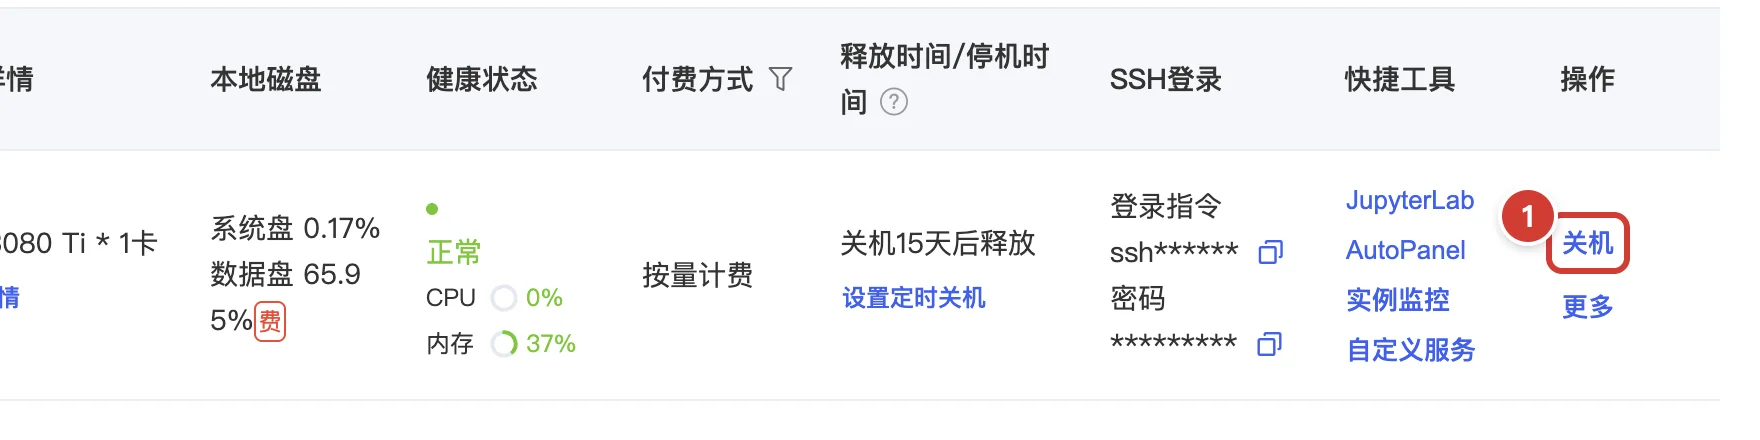 情
本地磁盘
健康状态
付费方式
释放时间/停机时
间 ?
SSH登录
快捷工具
操作
080 Ti * 1卡
情
系统盘 0.17%
数据盘 65.9
5%费
正常
CPU 0%
内存 37%
按量计费
关机15天后释放
设置定时关机
登录指令
ssh******
密码
*********
JupyterLab
AutoPanel
实例监控
自定义服务
1
关机
更多